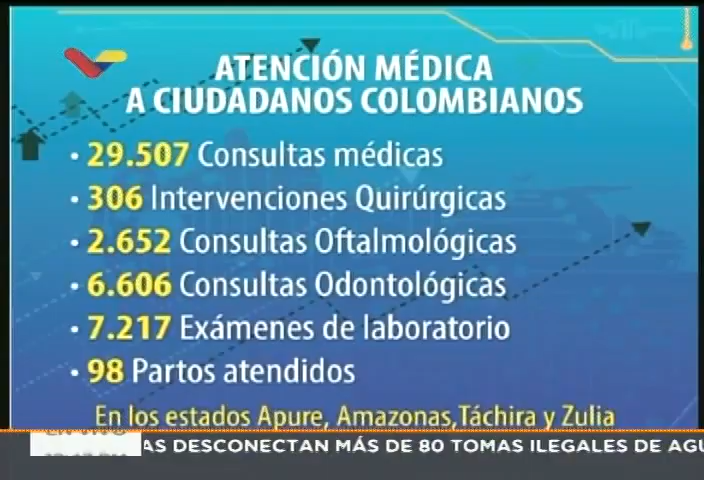 ATENCIÓN MÉDICA
A CIUDADANOS COLOMBIANOS
• 29.507 Consultas médicas
• 306 Intervenciones Quirúrgicas
• 2.652 Consultas Oftalmológicas
• 6.606 Consultas Odontológicas
• 7.217 Exámenes de laboratorio
• 98 Partos atendidos
En los estados Apure, Amazonas,Táchira y Zulia
AS DESCONECTAN MÁS DE 80 TOMAS ILEGALES DE AGU